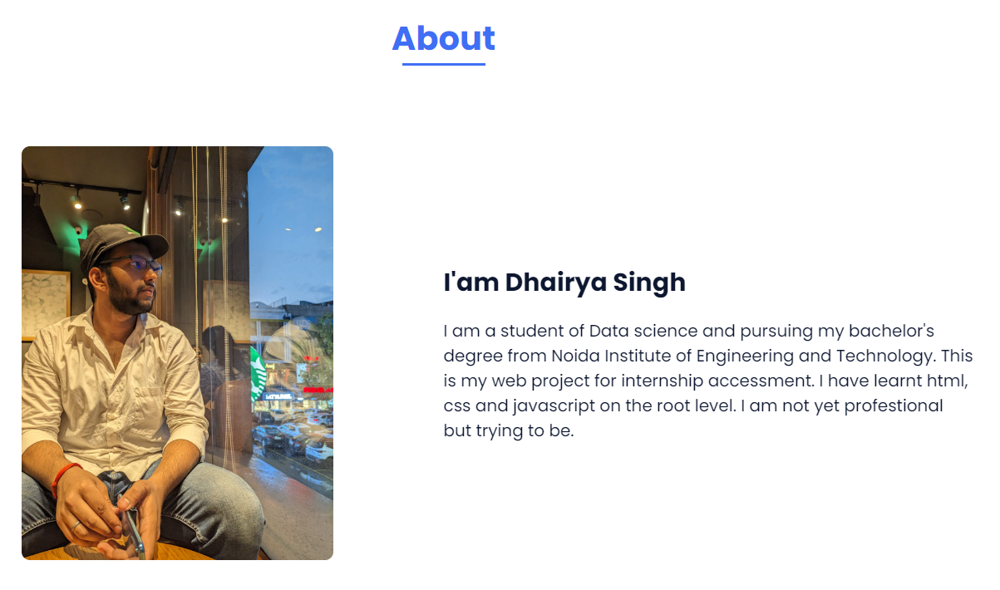 About
I'am Dhairya Singh
I am a student of Data science and pursuing my bachelor's
degree from Noida Institute of Engineering and Technology. This
is my web project for internship accessment. I have learnt html,
css and javascript on the root level. I am not yet profestional
but trying to be.